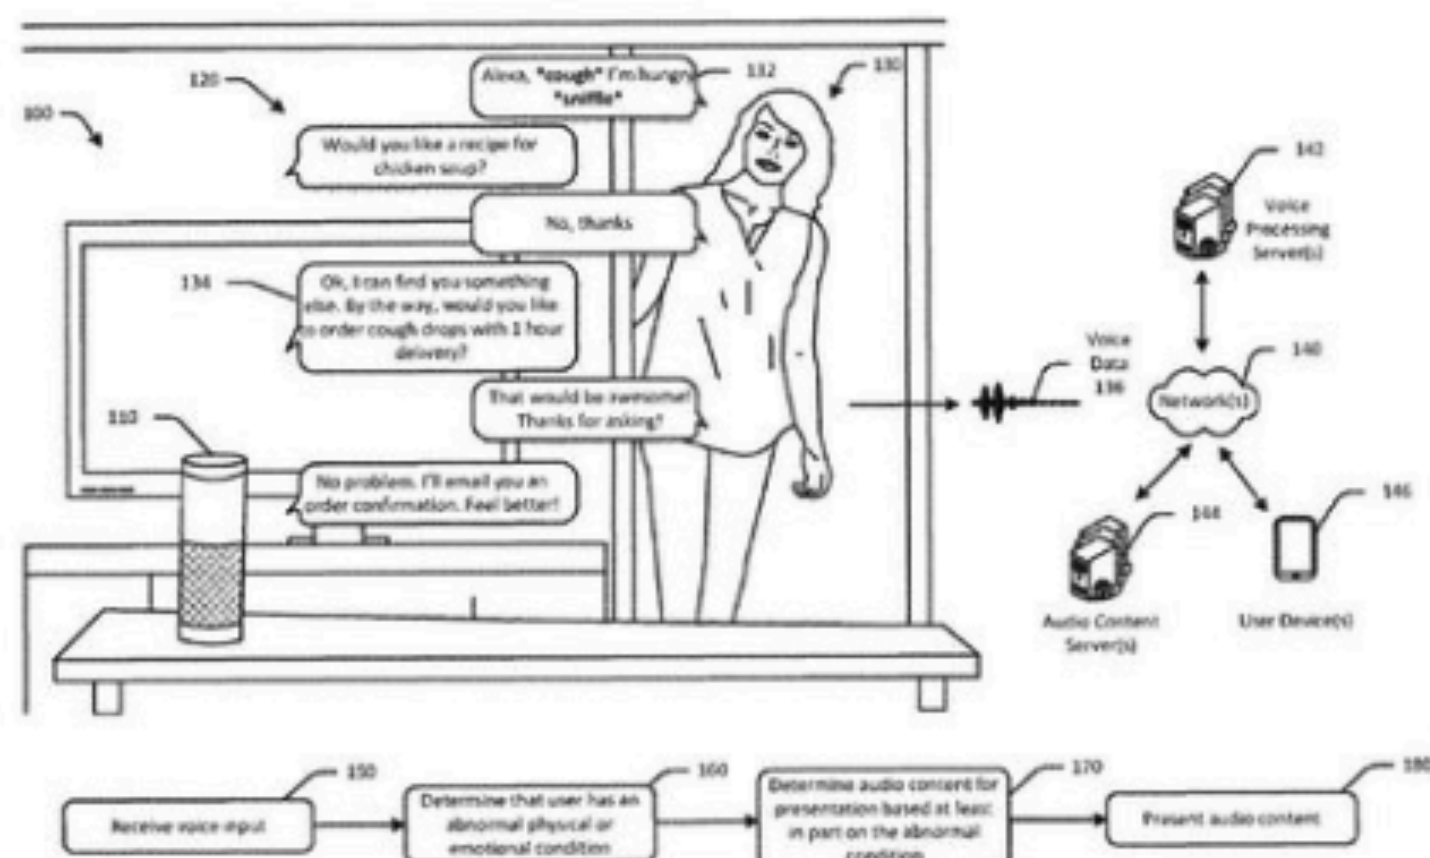 120
Alexa, *cough* I'm hungry
*sniffle*
132
130
100
Would you like a recipe for
chicken soup?
No, thanks
134
Ok, I can find you something
else. By the way, would you like
to order cough drops with 1 hour
delivery?
That would be awesome!
Thanks for asking!
110
No problem. I'll email you an
order confirmation. Feel better!
142
Voice
Processing
Server(s)
Voice
Data
136
140
Network(s)
144
Audio Content
Server(s)
146
User Device(s)
150
Receive voice input
160
Determine that user has an
abnormal physical or
emotional condition
170
Determine audio content for
presentation based at least
in part on the abnormal
condition
180
Present audio content